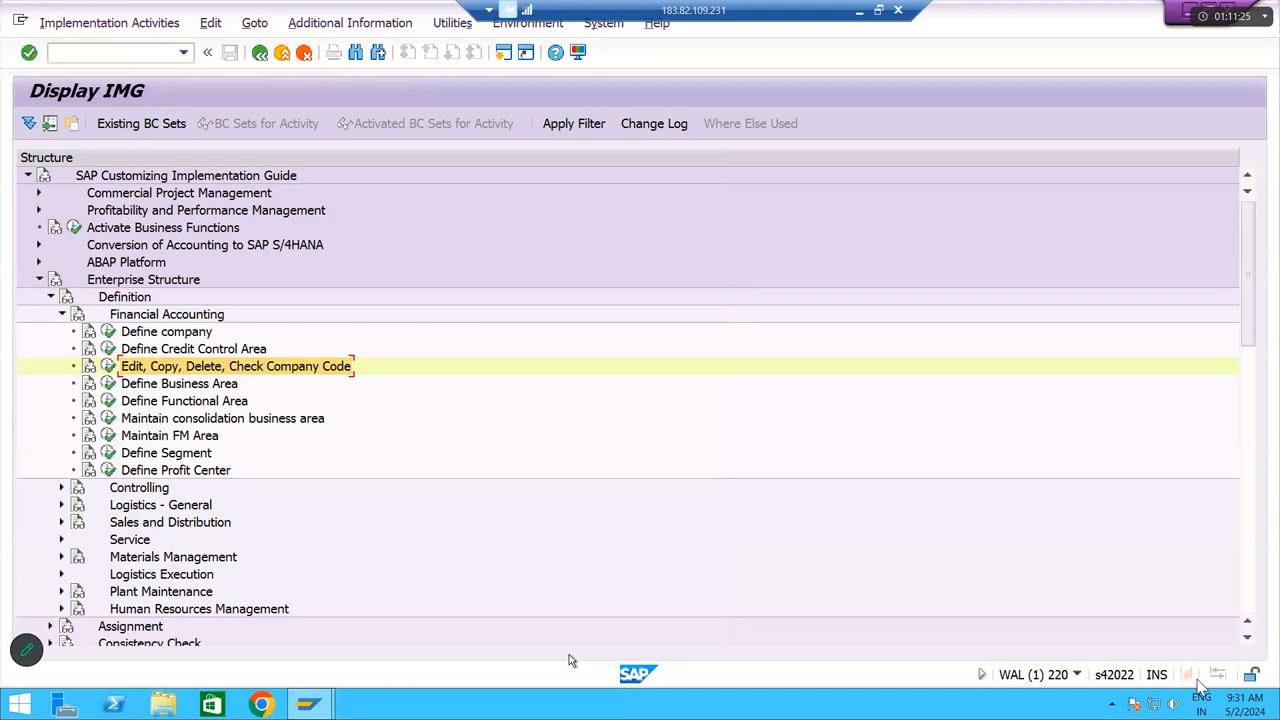 183.82.109.231
01:11:25
Implementation Activities Edit Goto Additional Information Utilities Environment System Help
Display IMG
Existing BC Sets BC Sets for Activity Activated BC Sets for Activity Apply Filter Change Log Where Else Used
Structure
SAP Customizing Implementation Guide
Commercial Project Management
Profitability and Performance Management
Activate Business Functions
Conversion of Accounting to SAP S/4HANA
ABAP Platform
Enterprise Structure
Definition
Financial Accounting
Define company
Define Credit Control Area
Edit, Copy, Delete, Check Company Code
Define Business Area
Define Functional Area
Maintain consolidation business area
Maintain FM Area
Define Segment
Define Profit Center
Controlling
Logistics - General
Sales and Distribution
Service
Materials Management
Logistics Execution
Plant Maintenance
Human Resources Management
Assignment
Consistency Check
SAP WAL (1) 220 s42022 INS
ENG 9:31 AM
IN 5/2/2024